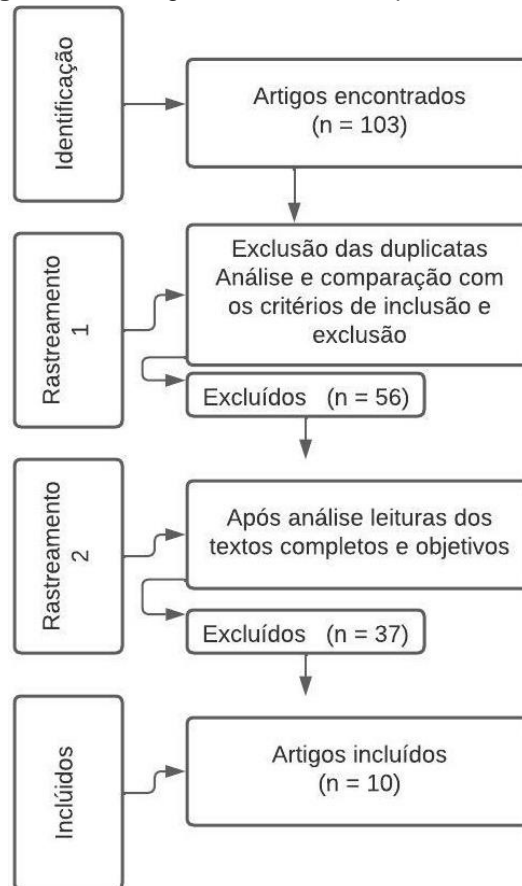 Identificação
Artigos encontrados
(n = 103)
Rastreamento
1
Exclusão das duplicatas
Análise e comparação com
os critérios de inclusão e
exclusão
Excluídos (n = 56)
Rastreamento
2
Após análise leituras dos
textos completos e objetivos
Excluídos (n = 37)
Inclúidos
Artigos incluídos
(n = 10)